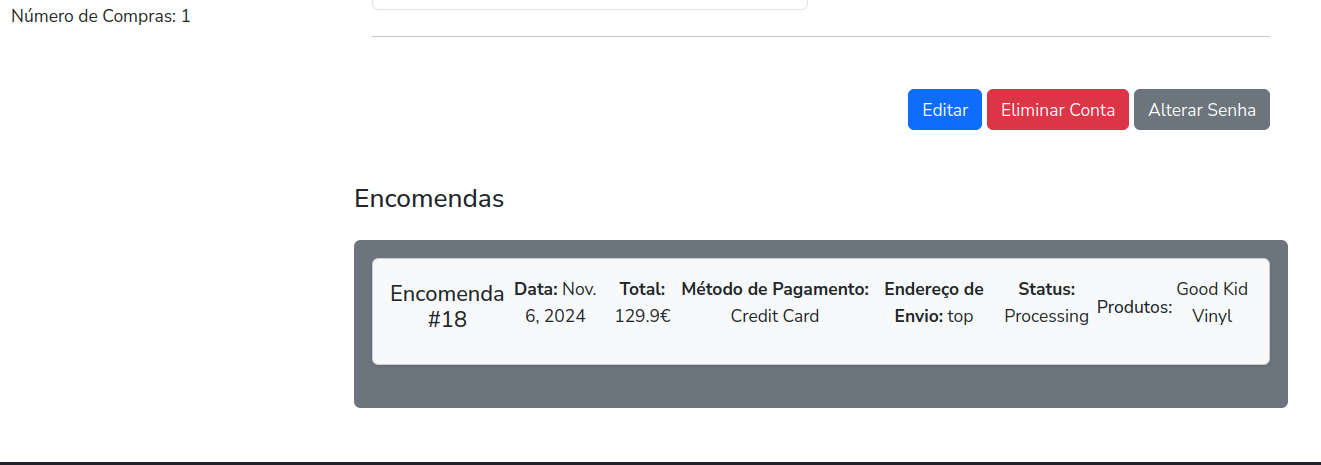 Número de Compras: 1
Editar
Eliminar Conta
Alterar Senha
Encomendas
Encomenda
#18
Data: Nov.
6, 2024
Total:
129.9€
Método de Pagamento:
Credit Card
Endereço de
Envio: top
Status:
Processing
Produtos:
Good Kid
Vinyl